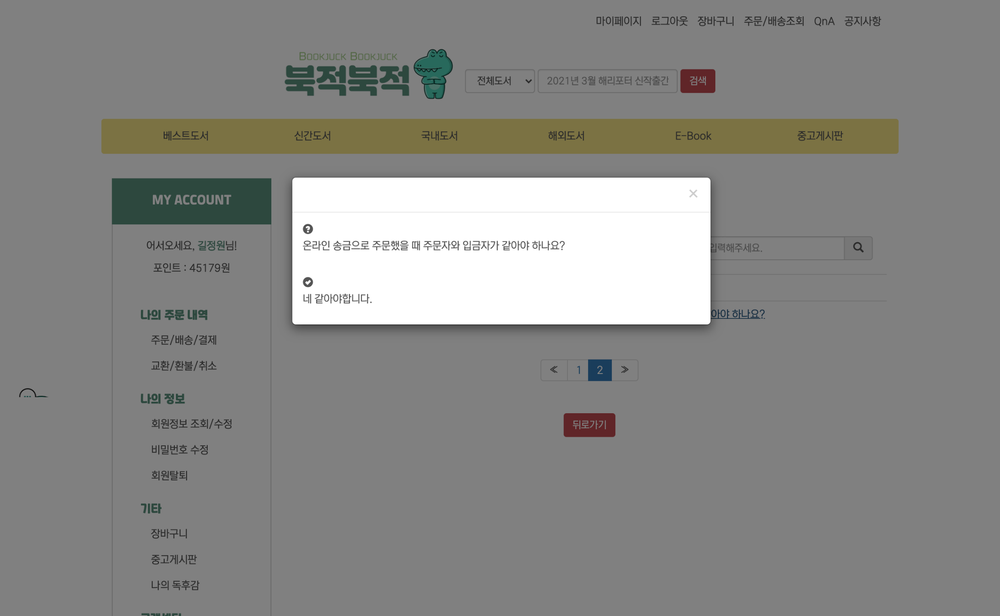 마이페이지 로그아웃 장바구니 주문/배송조회 QnA 공지사항
BOOKJUCK BOOKJUCK
북적북적
전체도서 2021년 3월 해리포터 신작출간 검색
베스트도서 신간도서 국내도서 해외도서 E-Book 중고게시판
MY ACCOUNT
어서오세요, 길정원님!
포인트 : 45179원
나의 주문 내역
주문/배송/결제
교환/환불/취소
나의 정보
회원정보 조회/수정
비밀번호 수정
회원탈퇴
기타
장바구니
중고게시판
나의 독후감
×
온라인 송금으로 주문했을 때 주문자와 입금자가 같아야 하나요?
네 같아야합니다.
입력해주세요.
아야 하나요?
« 1 2 »
뒤로가기